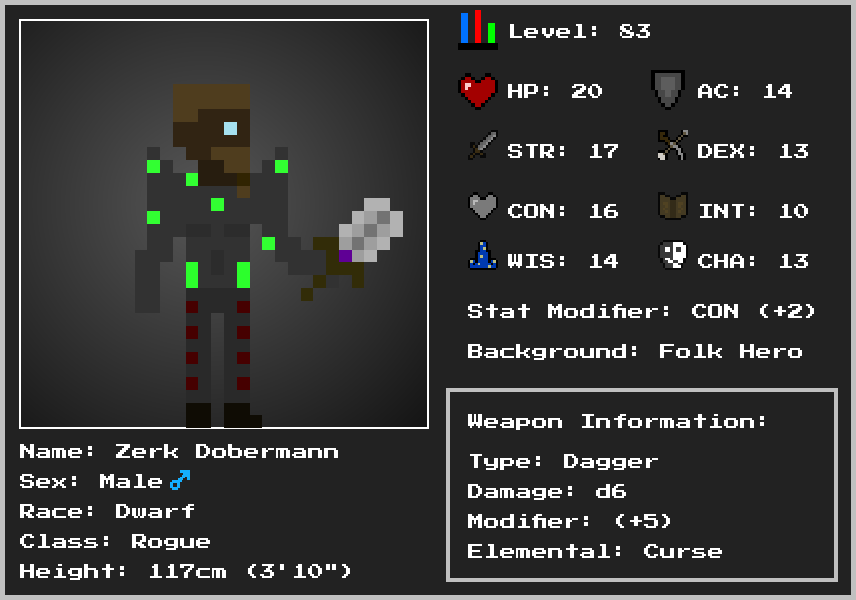 Level: 83
HP: 20
AC: 14
STR: 17
DEX: 13
CON: 16
INT: 10
WIS: 14
CHA: 13
Stat Modifier: CON (+2)
Background: Folk Hero
Weapon Information:
Type: Dagger
Damage: d6
Modifier: (+5)
Elemental: Curse
Name: Zerk Dobermann
Sex: Male ♂
Race: Dwarf
Class: Rogue
Height: 117cm (3'10")